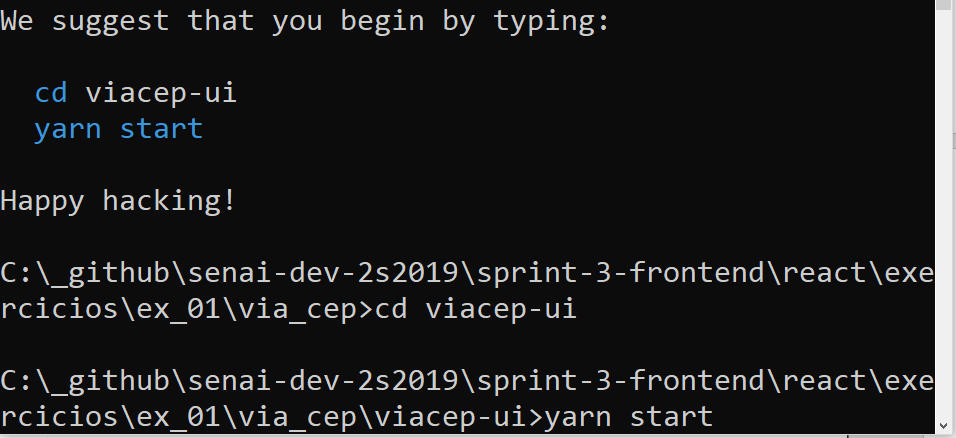 We suggest that you begin by typing:
cd viacep-ui
yarn start
Happy hacking!
C:\_github\senai-dev-2s2019\sprint-3-frontend\react\exe
rcicios\ex_01\via_cep>cd viacep-ui
C:\_github\senai-dev-2s2019\sprint-3-frontend\react\exe
rcicios\ex_01\via_cep\viacep-ui>yarn start